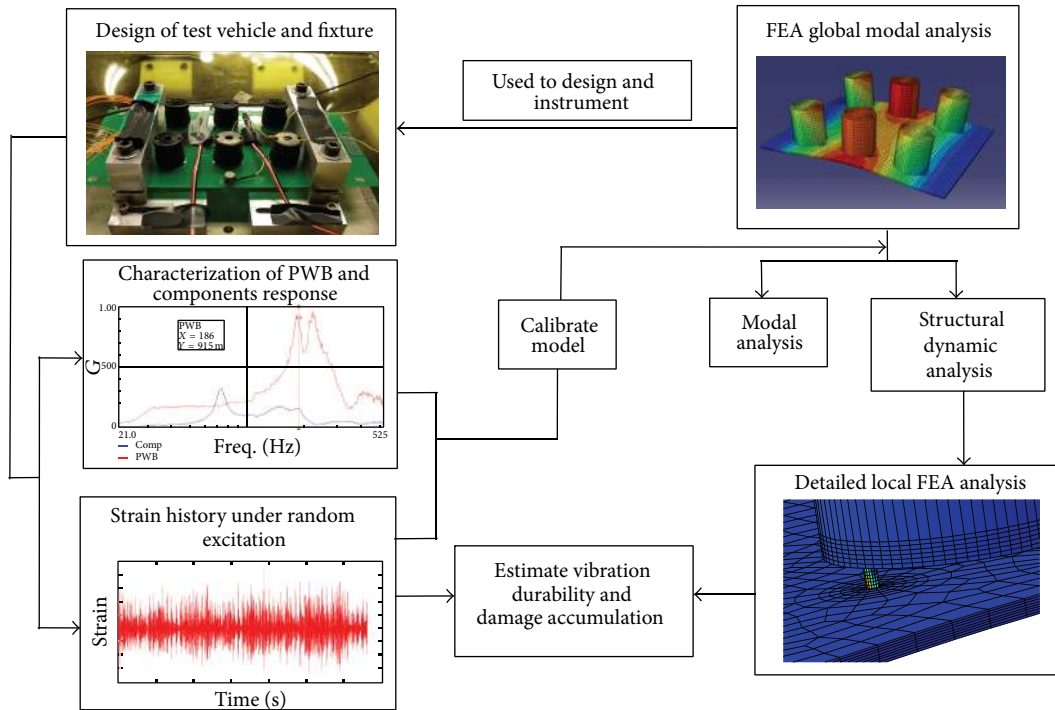 Design of test vehicle and fixture
FEA global modal analysis
Used to design and
instrument
Characterization of PWB and
components response
1.00
PWB
X = 186
Y = 915 m
G
500
0
21.0
525
Freq. (Hz)
Comp
PWB
Calibrate
model
Modal
analysis
Structural
dynamic
analysis
Strain history under random
excitation
Strain
Time (s)
Estimate vibration
durability and
damage accumulation
Detailed local FEA analysis